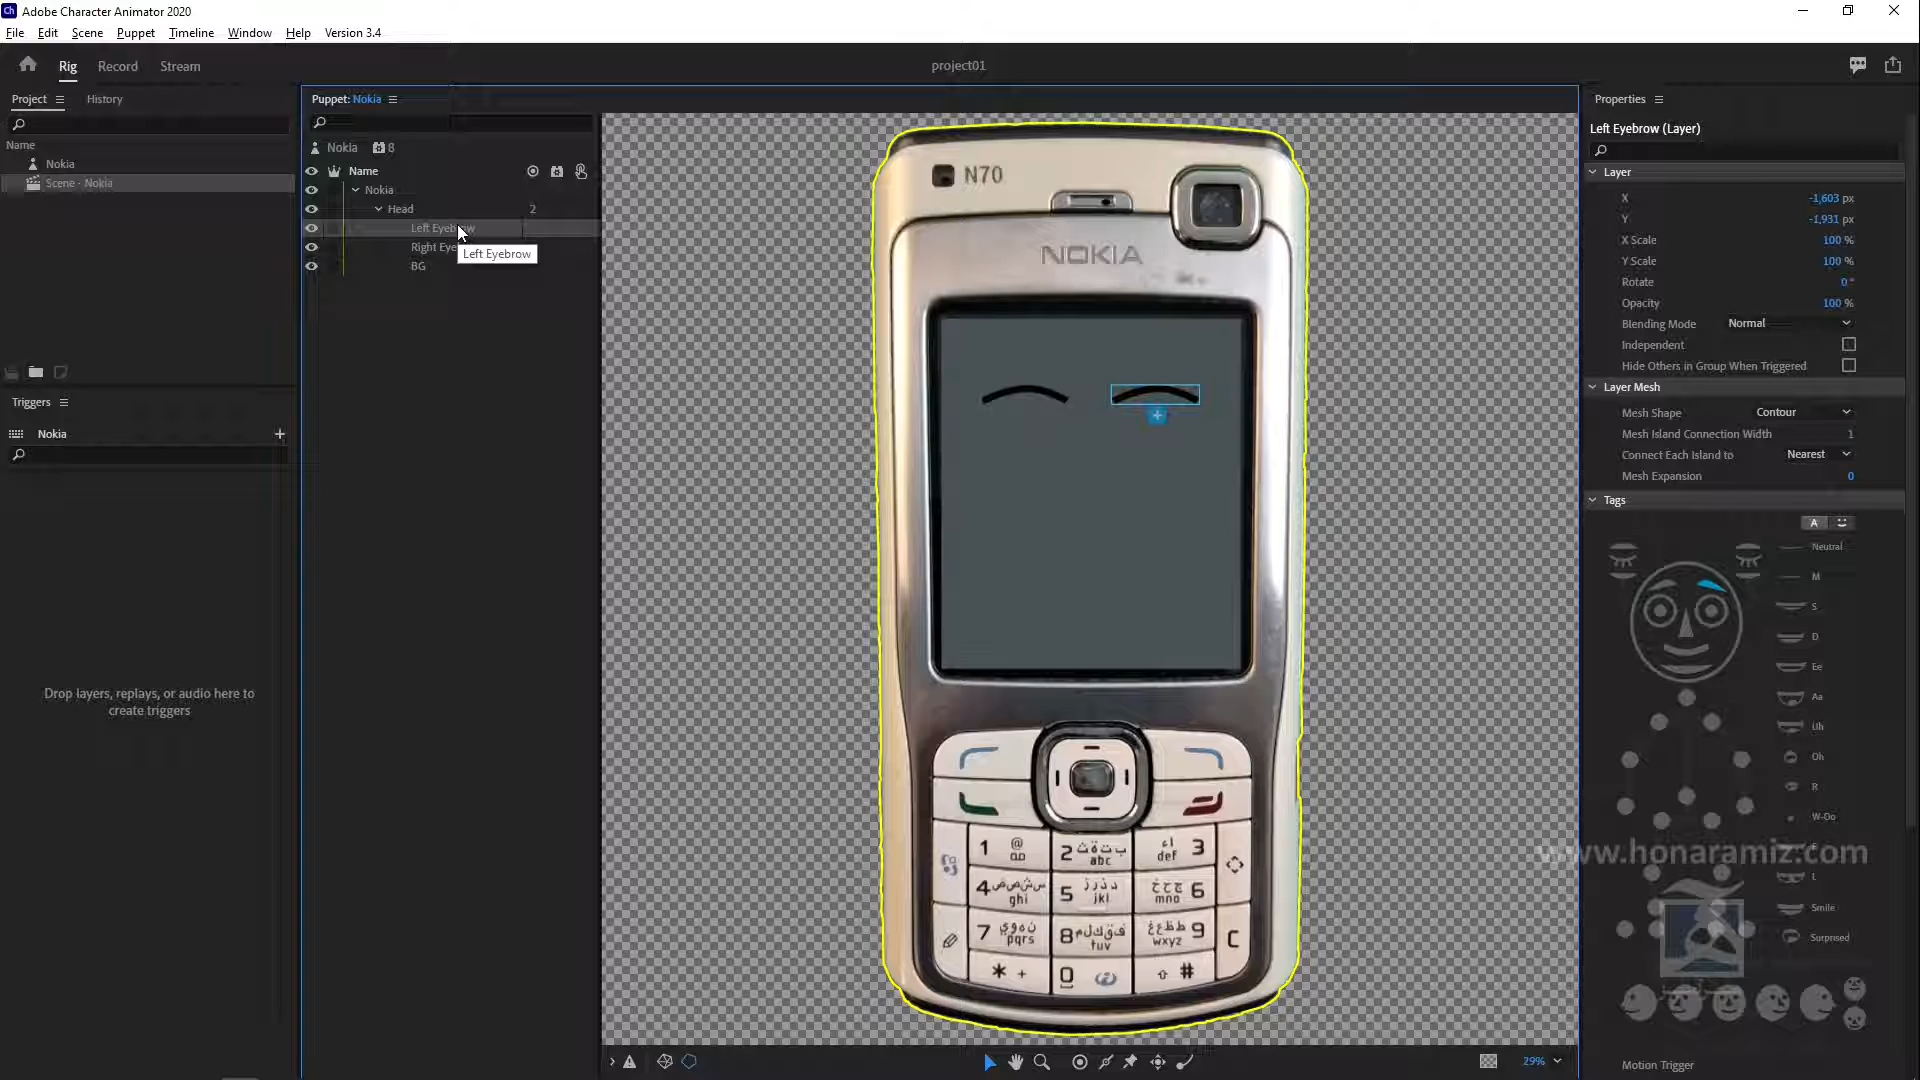 Ch Adobe Character Animator 2020
File Edit Scene Puppet Timeline Window Help Version 3.4
Rig Record Stream
project01
Project
History
Name
Nokia
Scene - Nokia
Triggers
Nokia
Drop layers, replays, or audio here to
create triggers
Puppet: Nokia
Nokia 8
Name
Nokia
Head 2
Left Eyebrow
Right Eye
Left Eyebrow
BG
N70
NOKIA
1 @
2 ب ت ة ث abc
ا ء def 3
4 س ش ص ض ghi
5 د ذ ر ز jkl
ج ح خ mno 6
7 ن ه و ي pqrs
8 ف ق ك ل م tuv
ط ظ ع غ wxyz 9
C
* +
0
#
29%
Properties
Left Eyebrow (Layer)
Layer
X -1,603 px
Y -1,931 px
X Scale 100 %
Y Scale 100 %
Rotate 0 °
Opacity 100 %
Blending Mode Normal
Independent
Hide Others in Group When Triggered
Layer Mesh
Mesh Shape Contour
Mesh Island Connection Width 1
Connect Each Island to Nearest
Mesh Expansion 0
Tags
A
Neutral
M
S
D
Ee
Aa
Uh
Oh
R
W-Oo
F
www.honaramiz.com
L
Smile
Surprised
Motion Trigger